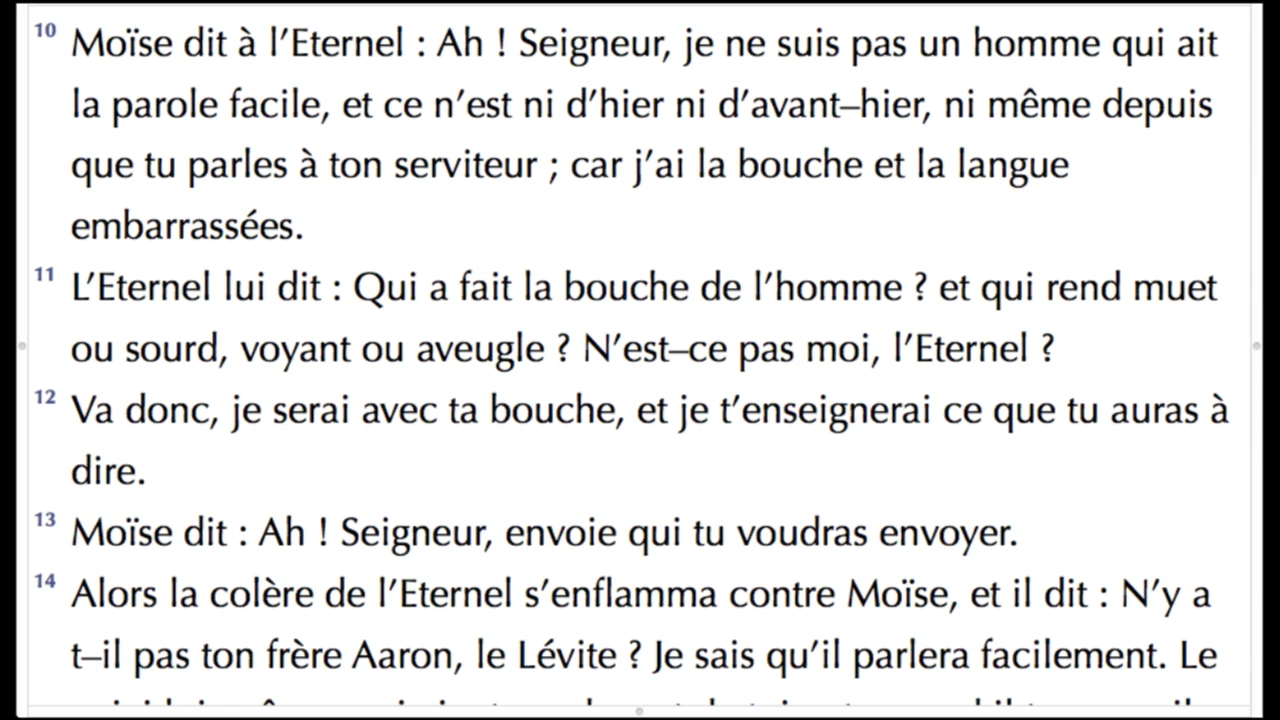 10 Moïse dit à l’Eternel : Ah ! Seigneur, je ne suis pas un homme qui ait
la parole facile, et ce n’est ni d’hier ni d’avant–hier, ni même depuis
que tu parles à ton serviteur ; car j’ai la bouche et la langue
embarrassées.
11 L’Eternel lui dit : Qui a fait la bouche de l’homme ? et qui rend muet
ou sourd, voyant ou aveugle ? N’est–ce pas moi, l’Eternel ?
12 Va donc, je serai avec ta bouche, et je t’enseignerai ce que tu auras à
dire.
13 Moïse dit : Ah ! Seigneur, envoie qui tu voudras envoyer.
14 Alors la colère de l’Eternel s’enflamma contre Moïse, et il dit : N’y a
t–il pas ton frère Aaron, le Lévite ? Je sais qu’il parlera facilement. Le